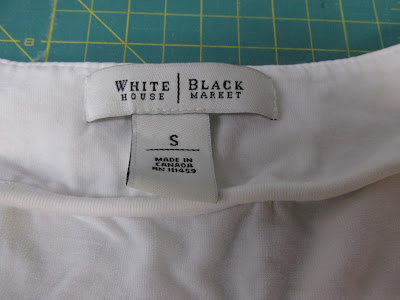 WHITE | BLACK
HOUSE | MARKET
S
MADE IN
CANADA
RN 111459